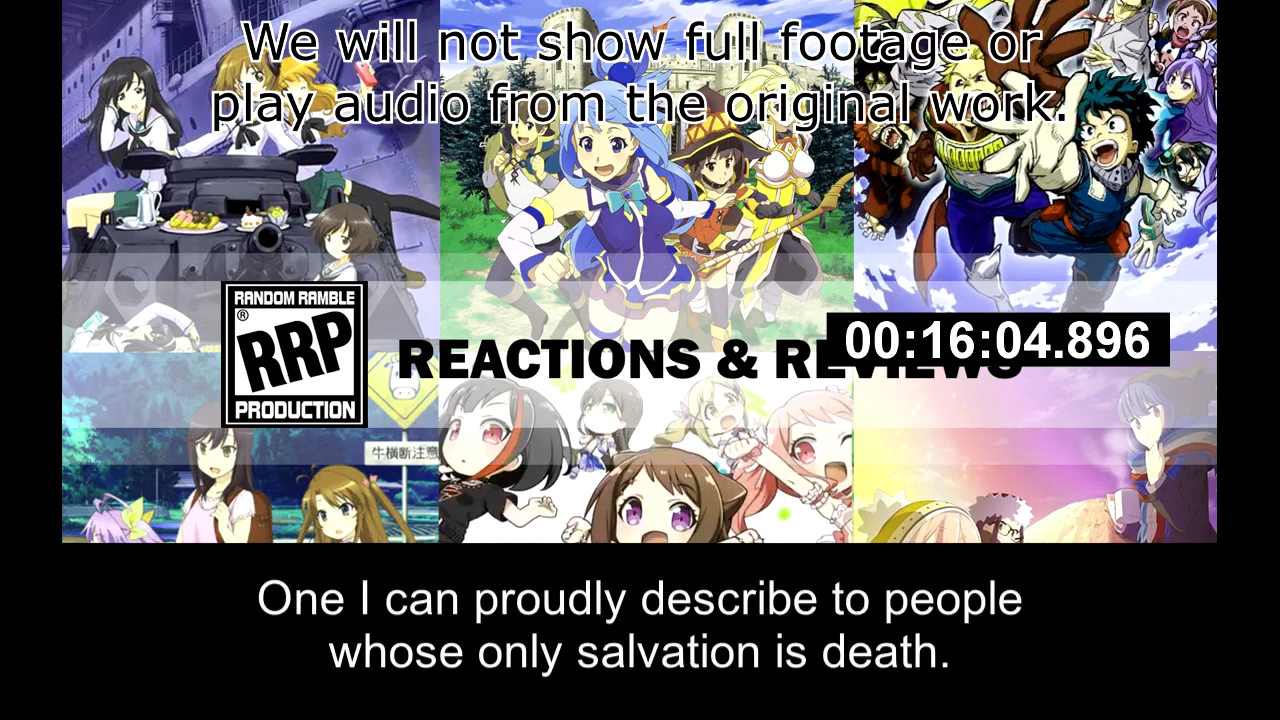 We will not show full footage or
play audio from the original work.
RANDOM RAMBLE
®
RRP
PRODUCTION
REACTIONS & REVIEWS
00:16:04.896
牛横断注意
One I can proudly describe to people
whose only salvation is death.